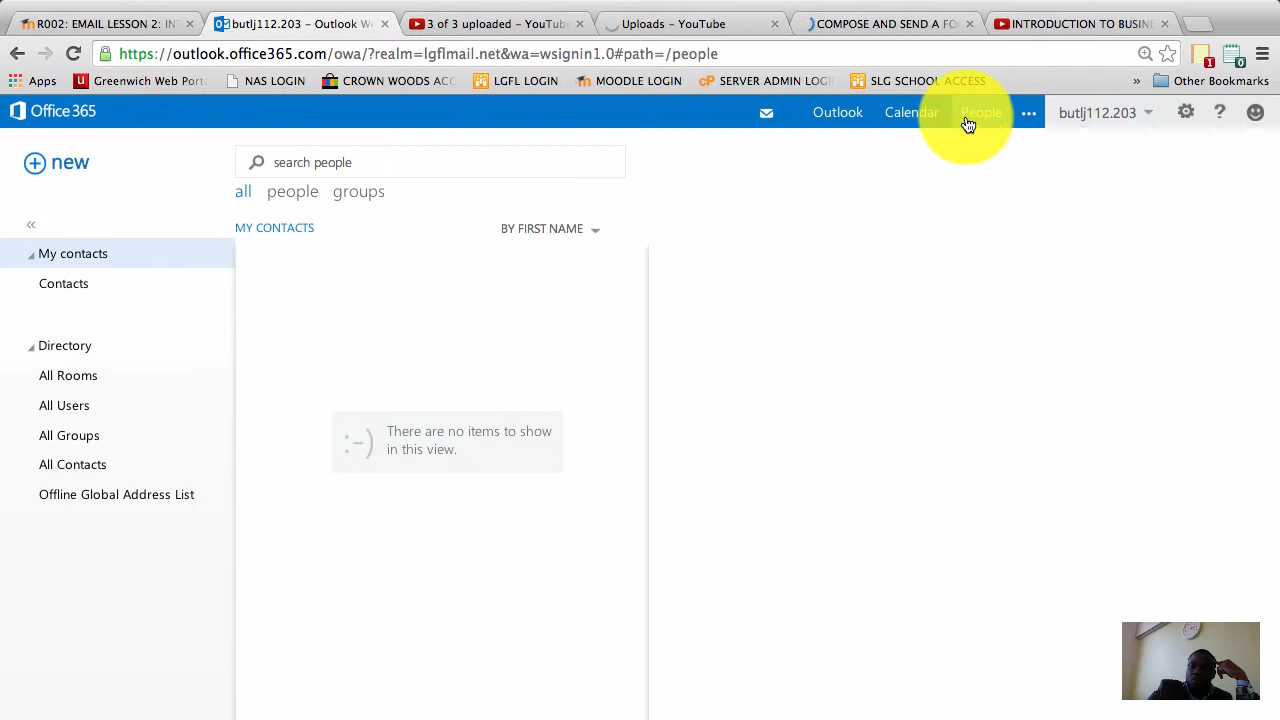 R002: EMAIL LESSON 2: IN
butlj112.203 – Outlook We
3 of 3 uploaded – YouTube
Uploads – YouTube
COMPOSE AND SEND A FO
INTRODUCTION TO BUSINE
https://outlook.office365.com/owa/?realm=lgflmail.net&wa=wsignin1.0#path=/people
1
0
Apps
Greenwich Web Port
NAS LOGIN
CROWN WOODS ACC
LGFL LOGIN
MOODLE LOGIN
SERVER ADMIN LOGI
SLG SCHOOL ACCESS
»
Other Bookmarks
Office 365
Outlook
Calendar
People
•••
butlj112.203
?
new
search people
all people groups
«
MY CONTACTS
BY FIRST NAME
My contacts
Contacts
Directory
All Rooms
All Users
All Groups
All Contacts
Offline Global Address List
:-)
There are no items to show
in this view.